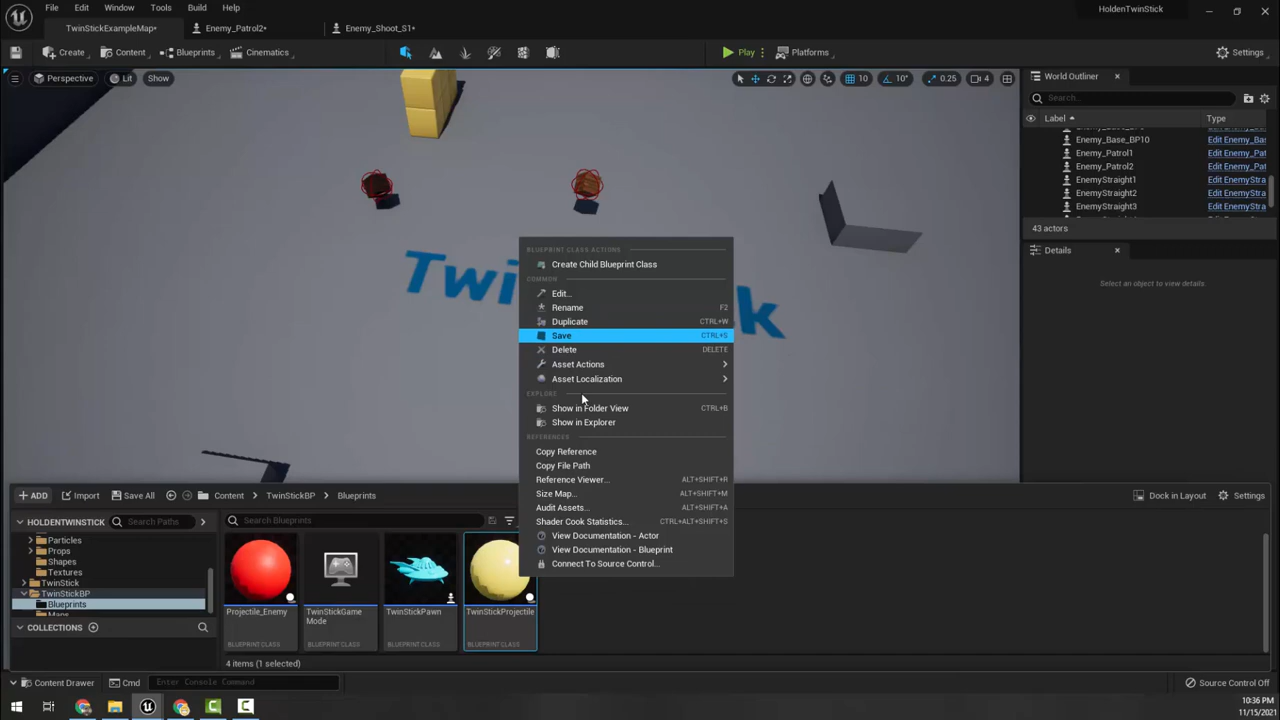 File Edit Window Tools Build Help HoldenTwinStick
TwinStickExampleMap* Enemy_Patrol2* Enemy_Shoot_S1*
Create Content Blueprints Cinematics Play Platforms Settings
Perspective Lit Show 10 10° 0.25 4 World Outliner
Search...
Label Type
Enemy_Base_BP10 Edit Enemy_Bas
Enemy_Patrol1 Edit Enemy_Pat
Enemy_Patrol2 Edit Enemy_Pat
EnemyStraight1 Edit EnemyStra
EnemyStraight2 Edit EnemyStra
EnemyStraight3 Edit EnemyStra
43 actors
Details
Select an object to view details.
BLUEPRINT CLASS ACTIONS
Create Child Blueprint Class
COMMON
Edit...
Rename F2
Duplicate CTRL+W
Save CTRL+S
Delete DELETE
Asset Actions
Asset Localization
EXPLORE
Show in Folder View CTRL+B
Show in Explorer
REFERENCES
Copy Reference
Copy File Path
Reference Viewer... ALT+SHIFT+R
Size Map... ALT+SHIFT+M
Audit Assets... ALT+SHIFT+A
Shader Cook Statistics... CTRL+ALT+SHIFT+S
View Documentation - Actor
View Documentation - Blueprint
Connect To Source Control...
ADD Import Save All Content TwinStickBP Blueprints Dock in Layout Settings
HOLDENTWINSTICK Search Paths Search Blueprints
Particles
Props
Shapes
Textures
TwinStick
TwinStickBP
Blueprints
Maps
COLLECTIONS
Projectile_Enemy
BLUEPRINT CLASS
TwinStickGame
Mode
BLUEPRINT CLASS
TwinStickPawn
BLUEPRINT CLASS
TwinStickProjectile
BLUEPRINT CLASS
4 items (1 selected)
Content Drawer Cmd Enter Console Command Source Control Off
10:36 PM
11/15/2021